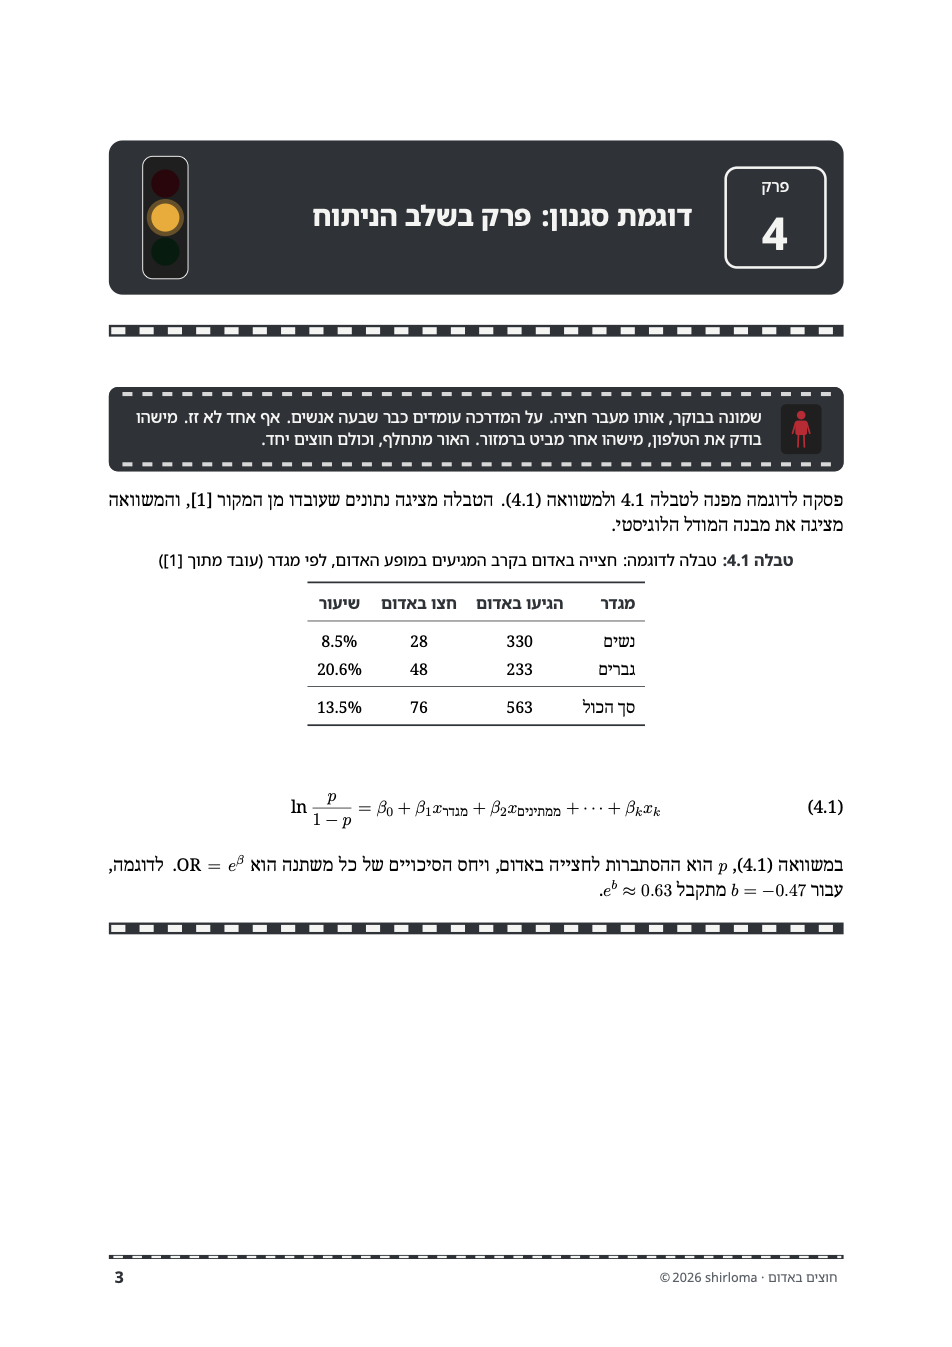 פרק
4
דוגמת סגנון: פרק בשלב הניתוח
שמונה בבוקר, אותו מעבר חציה. על המדרכה עומדים כבר שבעה אנשים. אף אחד לא זז. מישהו
בודק את הטלפון, מישהו אחר מביט ברמזור. האור מתחלף, וכולם חוצים יחד.
פסקה לדוגמה מפנה לטבלה 4.1 ולמשוואה (4.1). הטבלה מציגה נתונים שעובדו מן המקור [1], והמשוואה
מציגה את מבנה המודל הלוגיסטי.
טבלה 4.1: טבלה לדוגמה: חצייה באדום בקרב המגיעים במופע האדום, לפי מגדר (עובד מתוך [1])
מגדר הגיעו באדום חצו באדום שיעור
נשים 330 28 8.5%
גברים 233 48 20.6%
סך הכול 563 76 13.5%
ln p/(1 − p) = β₀ + β₁x_מגדר + β₂x_ממתינים + ⋯ + βₖxₖ (4.1)
במשוואה (4.1), p הוא ההסתברות לחצייה באדום, ויחס הסיכויים של כל משתנה הוא OR = e^β. לדוגמה,
עבור b = −0.47 מתקבל e^b ≈ 0.63.
חוצים באדום · © 2026 shirloma
3